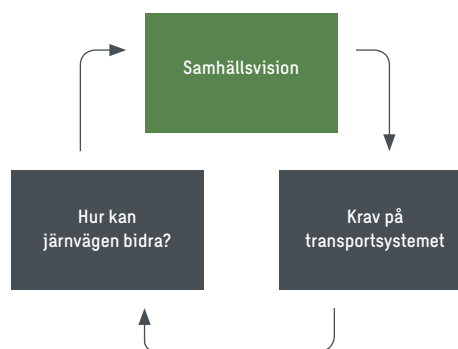 Samhällsvision
Hur kan
järnvägen bidra?
Krav på
transportsystemet